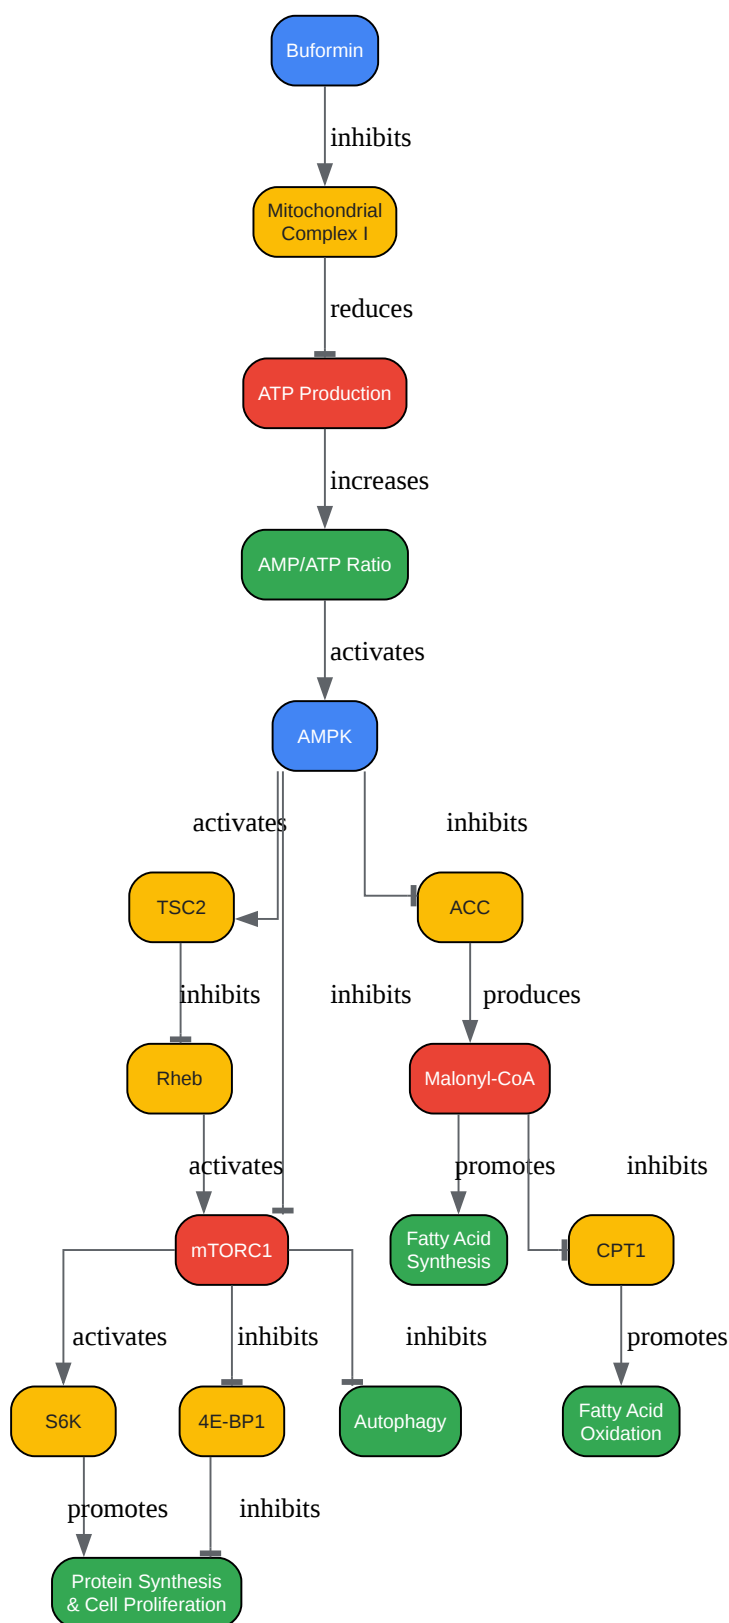 Buformin
inhibits
Mitochondrial
Complex I
reduces
ATP Production
increases
AMP/ATP Ratio
activates
AMPK
activates
inhibits
TSC2
ACC
inhibits
inhibits
produces
Rheb
Malonyl-CoA
activates
promotes
inhibits
mTORC1
Fatty Acid
Synthesis
CPT1
activates
inhibits
inhibits
promotes
S6K
4E-BP1
Autophagy
Fatty Acid
Oxidation
promotes
inhibits
Protein Synthesis
& Cell Proliferation